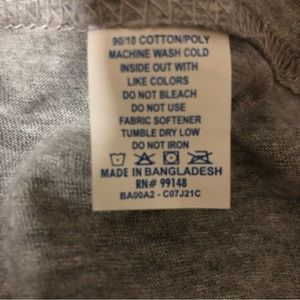 90/10 COTTON/POLY
MACHINE WASH COLD
INSIDE OUT WITH
LIKE COLORS
DO NOT BLEACH
DO NOT USE
FABRIC SOFTENER
TUMBLE DRY LOW
DO NOT IRON
MADE IN BANGLADESH
RN# 99148
BA00A2 - C07J21C